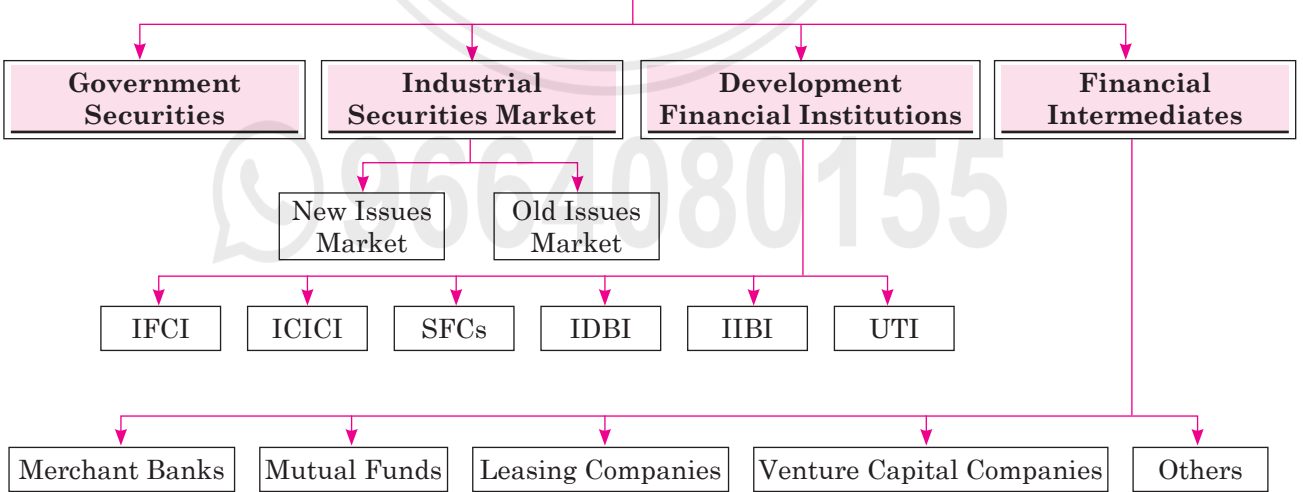 Government
Securities
Industrial
Securities Market
Development
Financial Institutions
Financial
Intermediates
9664080155
New Issues
Market
Old Issues
Market
IFCI
ICICI
SFCs
IDBI
IIBI
UTI
Merchant Banks
Mutual Funds
Leasing Companies
Venture Capital Companies
Others